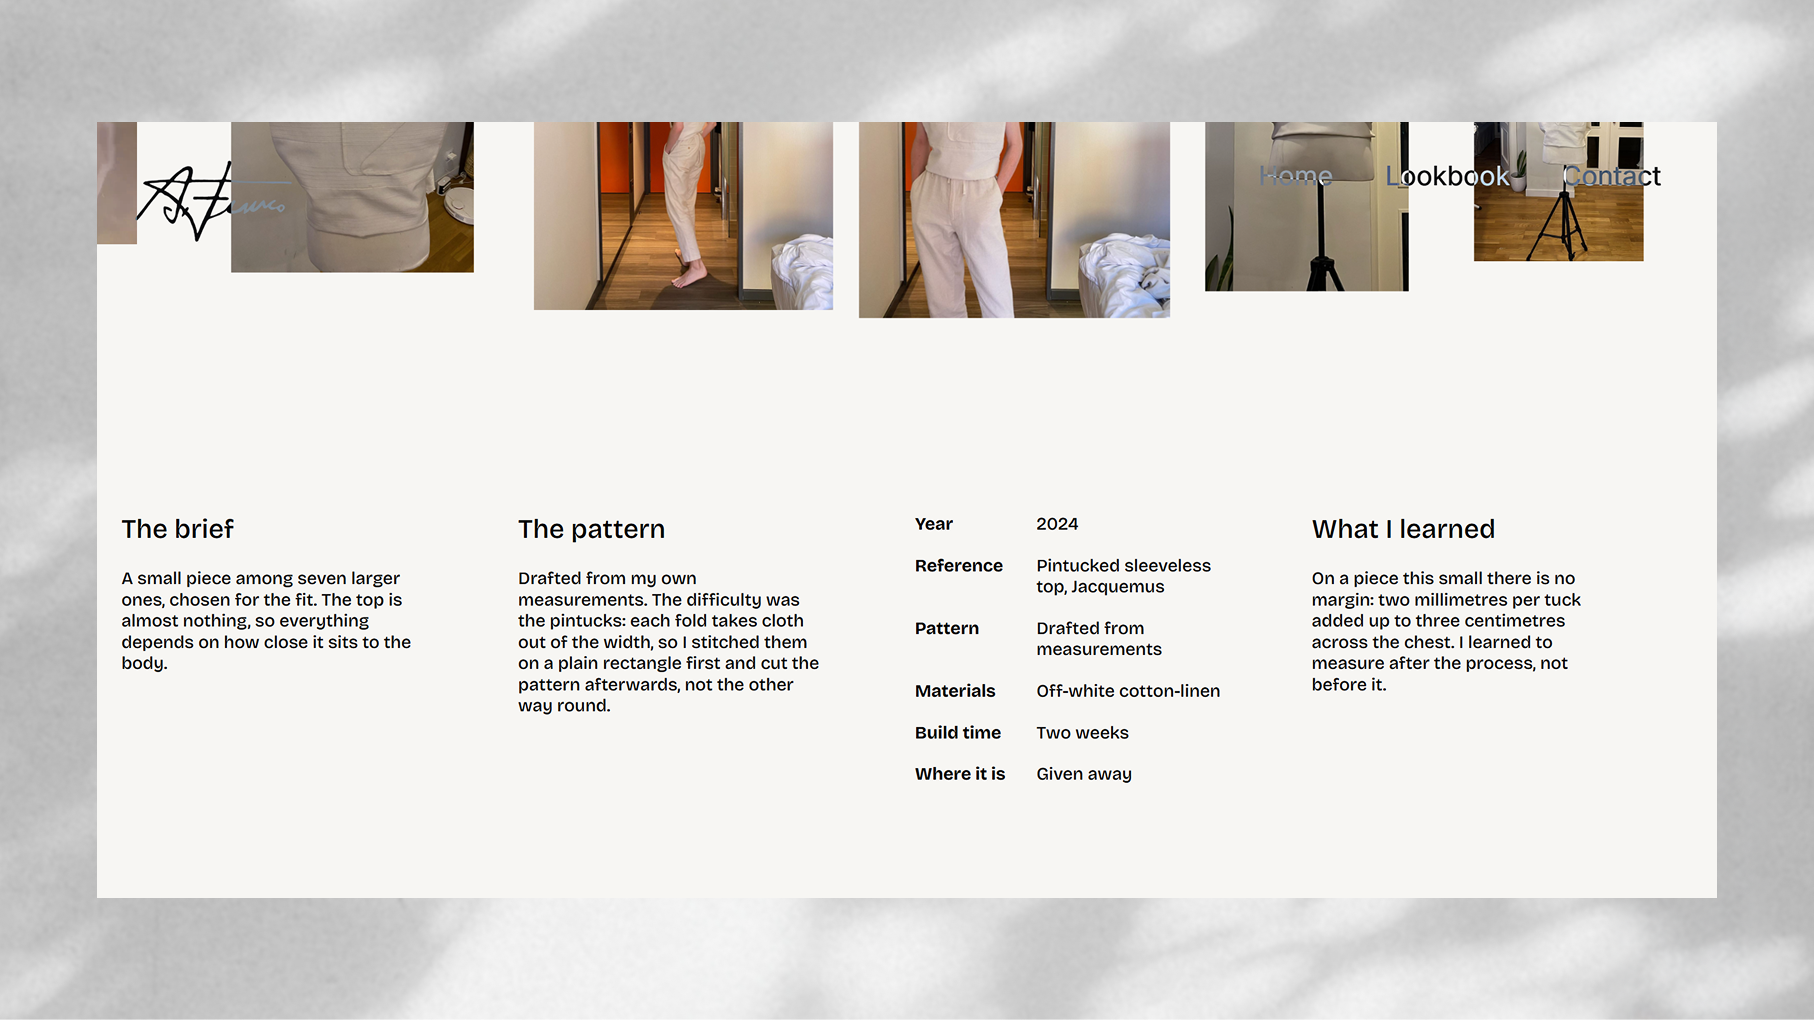 Home Lookbook Contact
The brief
A small piece among seven larger
ones, chosen for the fit. The top is
almost nothing, so everything
depends on how close it sits to the
body.
The pattern
Drafted from my own
measurements. The difficulty was
the pintucks: each fold takes cloth
out of the width, so I stitched them
on a plain rectangle first and cut the
pattern afterwards, not the other
way round.
Year 2024
Reference Pintucked sleeveless
top, Jacquemus
Pattern Drafted from
measurements
Materials Off-white cotton-linen
Build time Two weeks
Where it is Given away
What I learned
On a piece this small there is no
margin: two millimetres per tuck
added up to three centimetres
across the chest. I learned to
measure after the process, not
before it.